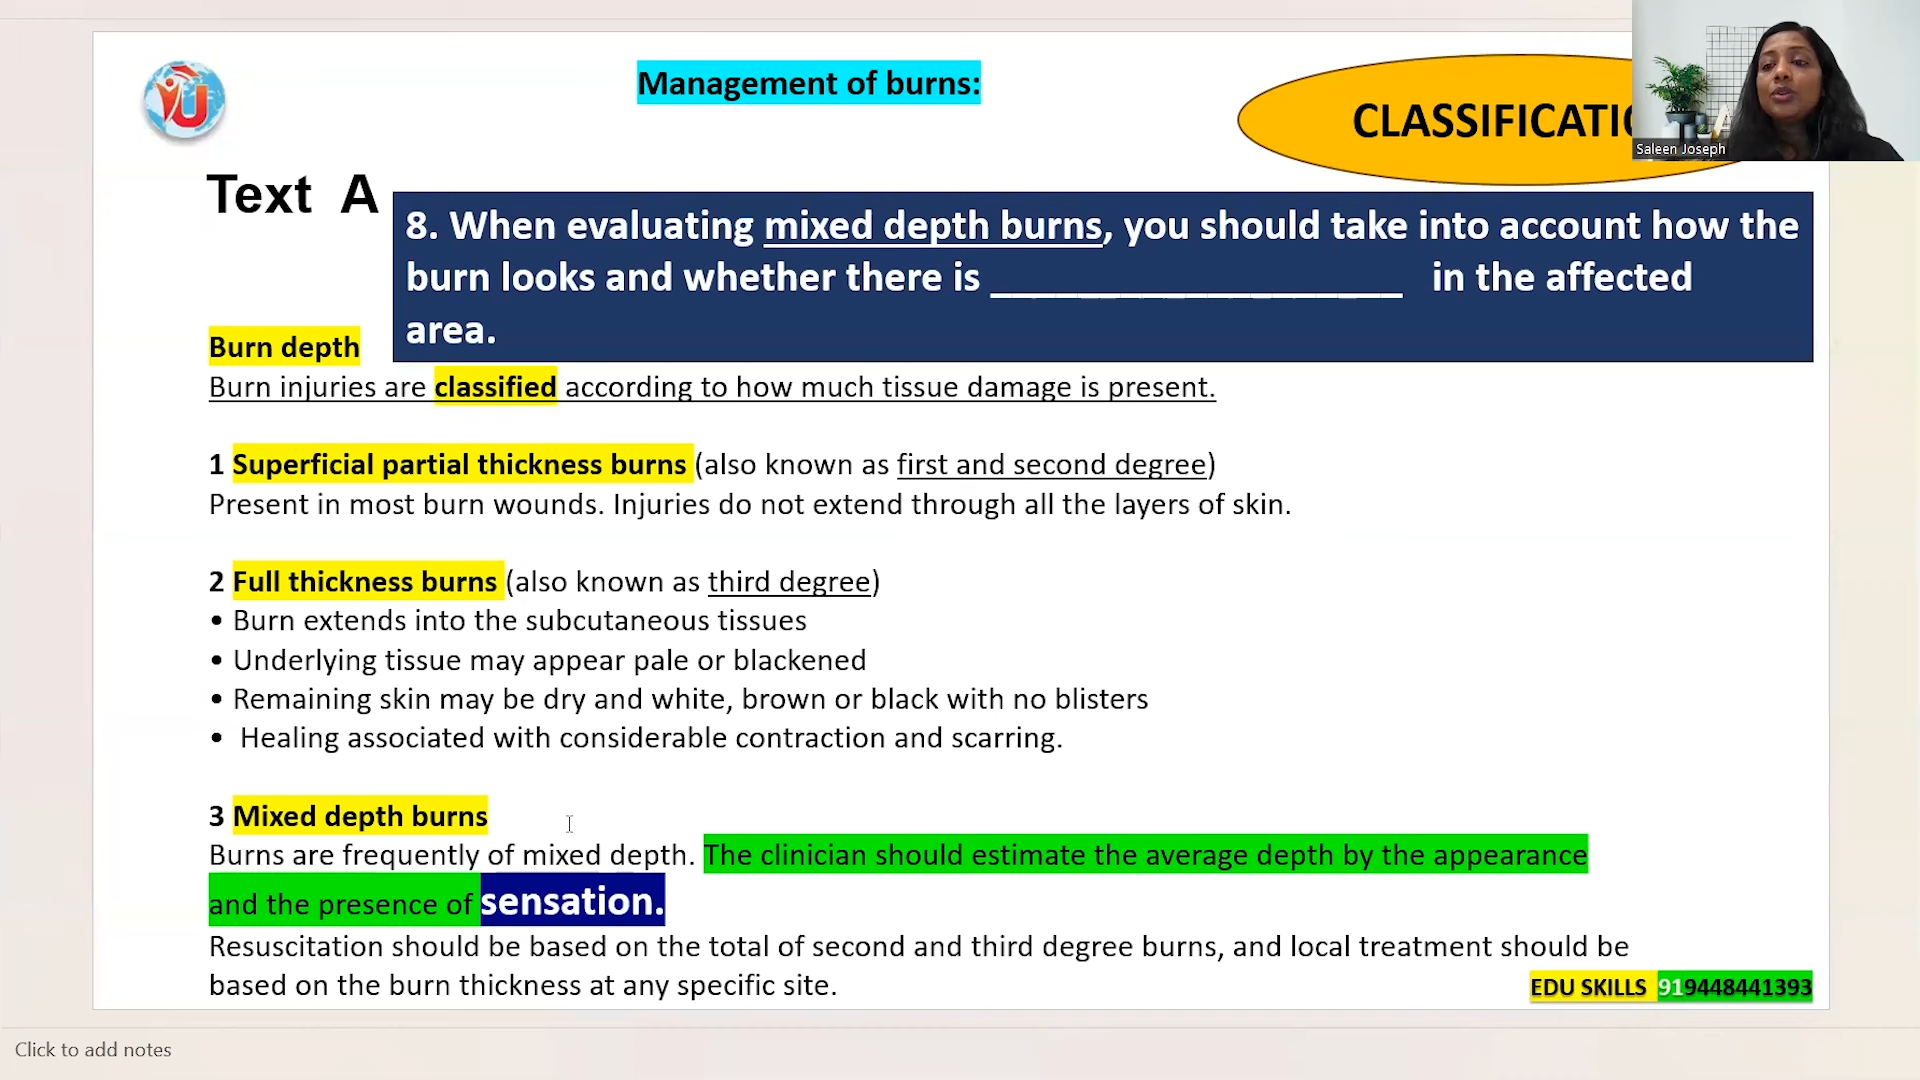 Management of burns:
CLASSIFICATIO
Saleen Joseph
Text A
8. When evaluating mixed depth burns, you should take into account how the
burn looks and whether there is ____________________ in the affected
area.
Burn depth
Burn injuries are classified according to how much tissue damage is present.
1 Superficial partial thickness burns (also known as first and second degree)
Present in most burn wounds. Injuries do not extend through all the layers of skin.
2 Full thickness burns (also known as third degree)
• Burn extends into the subcutaneous tissues
• Underlying tissue may appear pale or blackened
• Remaining skin may be dry and white, brown or black with no blisters
• Healing associated with considerable contraction and scarring.
3 Mixed depth burns
Burns are frequently of mixed depth. The clinician should estimate the average depth by the appearance
and the presence of sensation.
Resuscitation should be based on the total of second and third degree burns, and local treatment should be
based on the burn thickness at any specific site.
EDU SKILLS 919448441393
Click to add notes